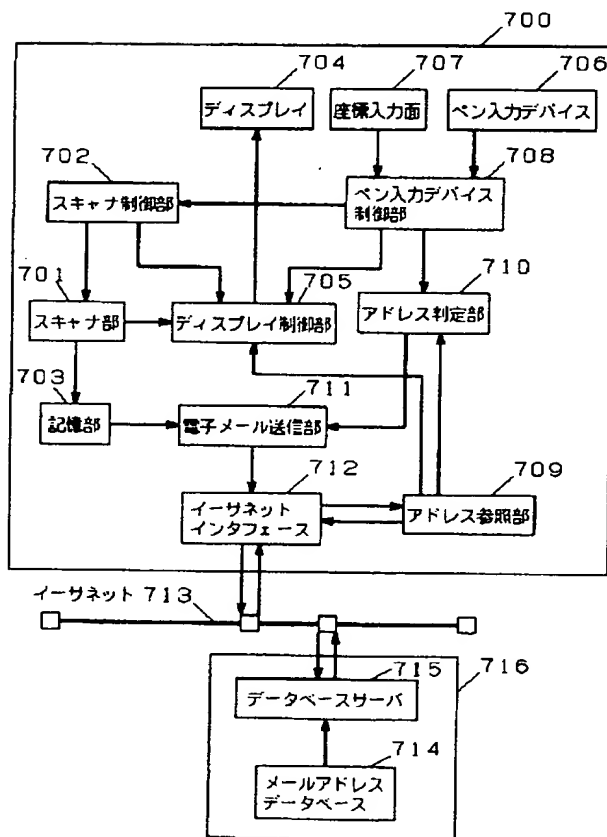 700
704
707
706
ディスプレイ
座標入力面
ペン入力デバイス
702
708
スキャナ制御部
ペン入力デバイス
制御部
701
705
710
スキャナ部
ディスプレイ制御部
アドレス判定部
703
711
記憶部
電子メール送信部
712
709
イーサネット
インタフェース
アドレス参照部
イーサネット 713
715
716
データベースサーバ
714
メールアドレス
データベース